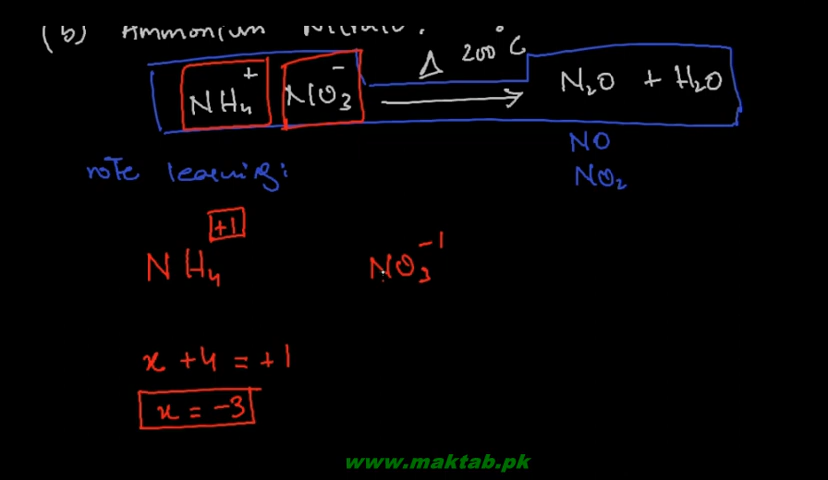 (b) Ammonium
Δ 200°C
NH₄⁺ NO₃⁻ ⟶ N₂O + H₂O
NO
rote learning: NO₂
NH₄⁺¹ NO₃⁻¹
x + 4 = +1
x = -3
www.maktab.pk